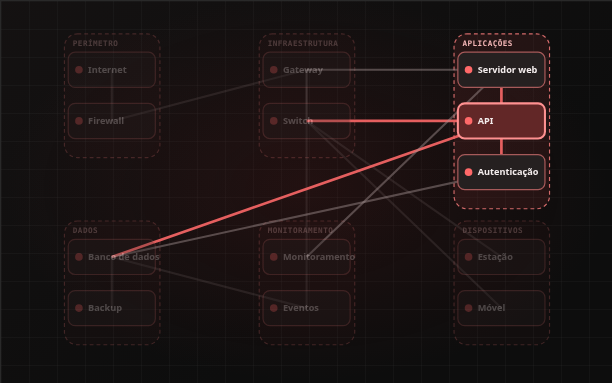 PERÍMETRO
Internet
Firewall
INFRAESTRUTURA
Gateway
Switch
APLICAÇÕES
Servidor web
API
Autenticação
DADOS
Banco de dados
Backup
MONITORAMENTO
Monitoramento
Eventos
DISPOSITIVOS
Estação
Móvel